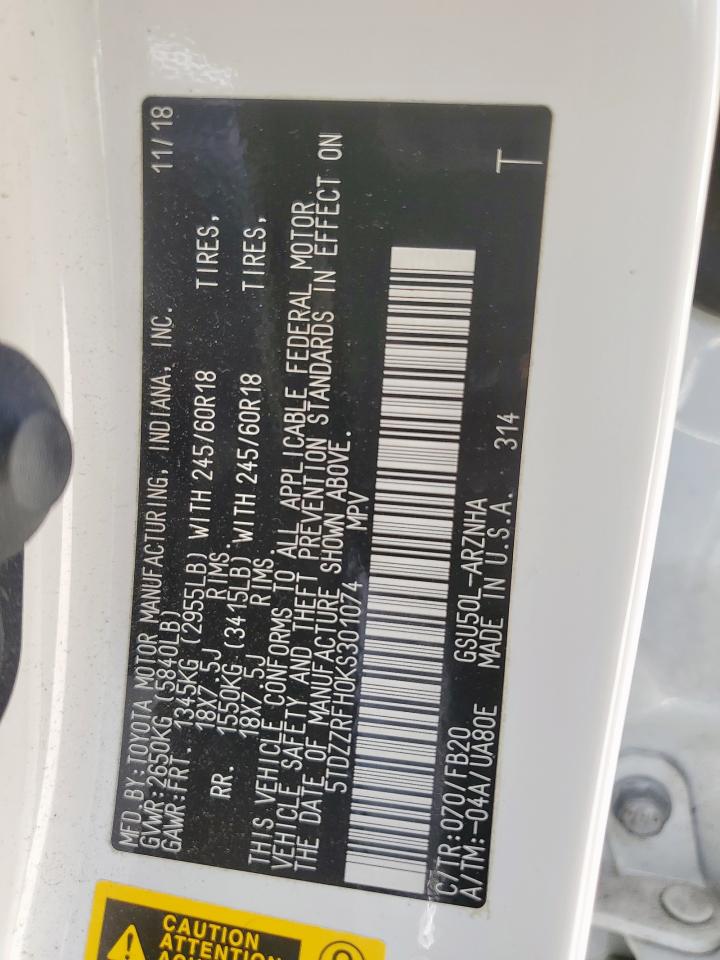 MFD BY:TOYOTA MOTOR MANUFACTURING, INDIANA, INC. 11/18
GVWR:2650KG (5840LB)
GAWR:FRT. 1345KG (2955LB) WITH 245/60R18 TIRES,
18X7.5J RIMS.
RR. 1550KG (3415LB) WITH 245/60R18 TIRES,
18X7.5J RIMS.
THIS VEHICLE CONFORMS TO ALL APPLICABLE FEDERAL MOTOR
VEHICLE SAFETY AND THEFT PREVENTION STANDARDS IN EFFECT ON
THE DATE OF MANUFACTURE SHOWN ABOVE.
5TDZZRFH0KS301074 MPV
C/TR:070/FB20 GSU50L-ARZNHA
A/TM:-04A/UA80E MADE IN U.S.A. 314 T
CAUTION
ATTENTION